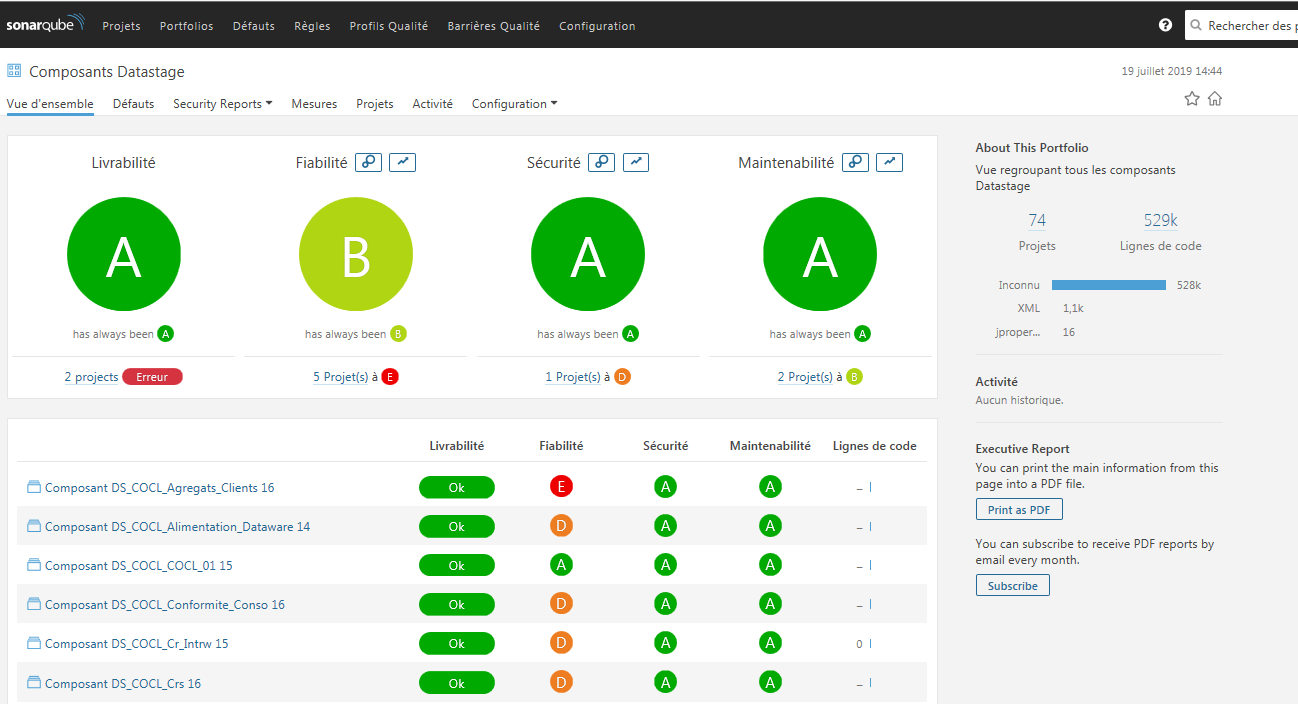 sonarqube Projets Portfolios Défauts Règles Profils Qualité Barrières Qualité Configuration ? Rechercher des p
Composants Datastage
19 juillet 2019 14:44
Vue d'ensemble Défauts Security Reports Mesures Projets Activité Configuration
Livrabilité Fiabilité Sécurité Maintenabilité
A B A A
has always been A has always been B has always been A has always been A
2 projects Erreur 5 Projet(s) à E 1 Projet(s) à D 2 Projet(s) à B
About This Portfolio
Vue regroupant tous les composants
Datastage
74 529k
Projets Lignes de code
Inconnu 528k
XML 1,1k
jproper... 16
Activité
Aucun historique.
Executive Report
You can print the main information from this
page into a PDF file.
Print as PDF
You can subscribe to receive PDF reports by
email every month.
Subscribe
Livrabilité Fiabilité Sécurité Maintenabilité Lignes de code
Composant DS_COCL_Agregats_Clients 16 Ok E A A –
Composant DS_COCL_Alimentation_Dataware 14 Ok D A A –
Composant DS_COCL_COCL_01 15 Ok A A A –
Composant DS_COCL_Conformite_Conso 16 Ok D A A –
Composant DS_COCL_Cr_Intrw 15 Ok D A A 0
Composant DS_COCL_Crs 16 Ok D A A –